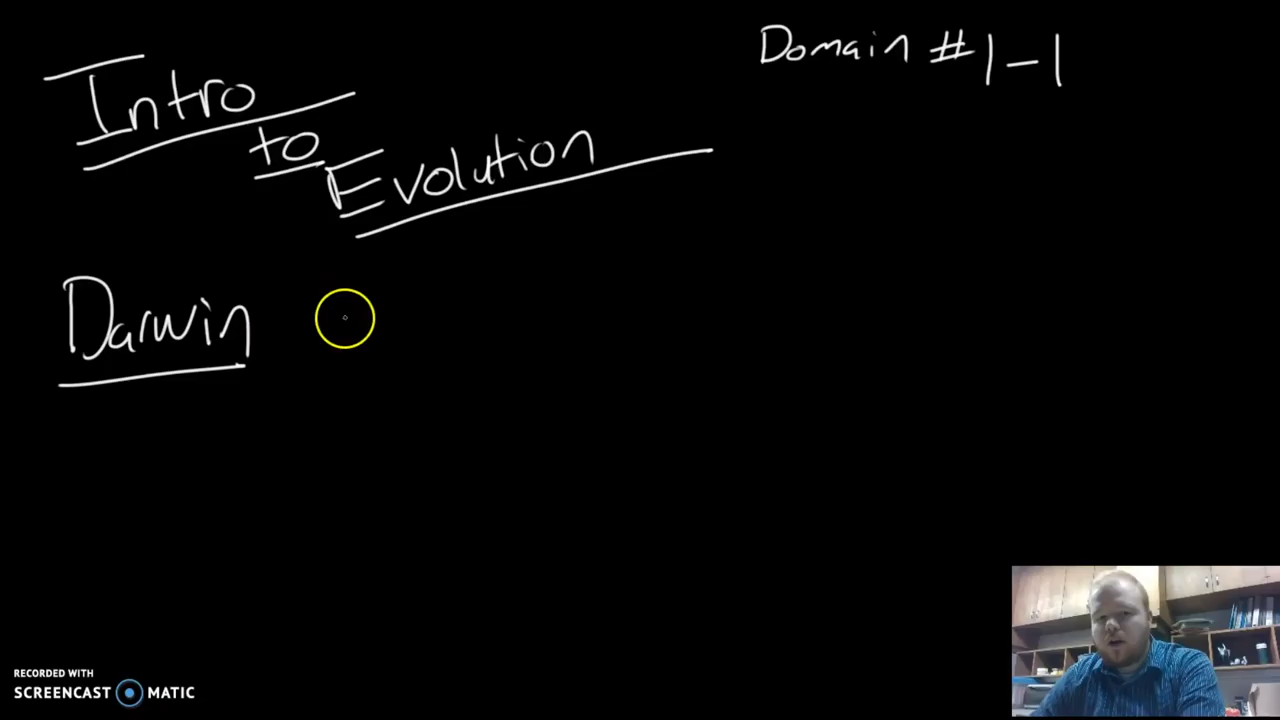 Intro
to
Evolution
Domain #1-1
Darwin
RECORDED WITH
SCREENCAST MATIC